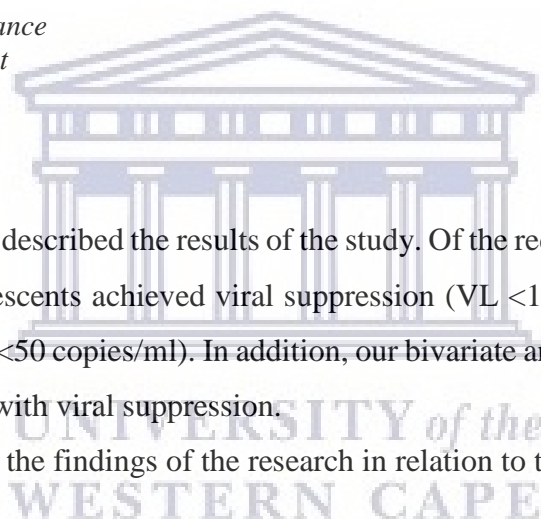 ance
t
described the results of the study. Of the re
escents achieved viral suppression (VL <1
<50 copies/ml). In addition, our bivariate a
with viral suppression.
UNIVERSITY of the
the findings of the research in relation to t
WESTERN CAPE